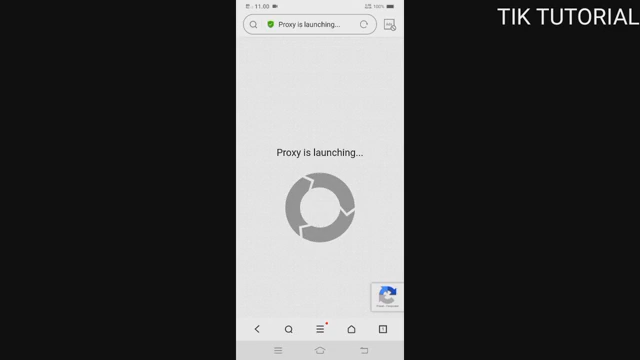 TIK TUTORIAL
11.00
100%
Proxy is launching...
Proxy is launching...